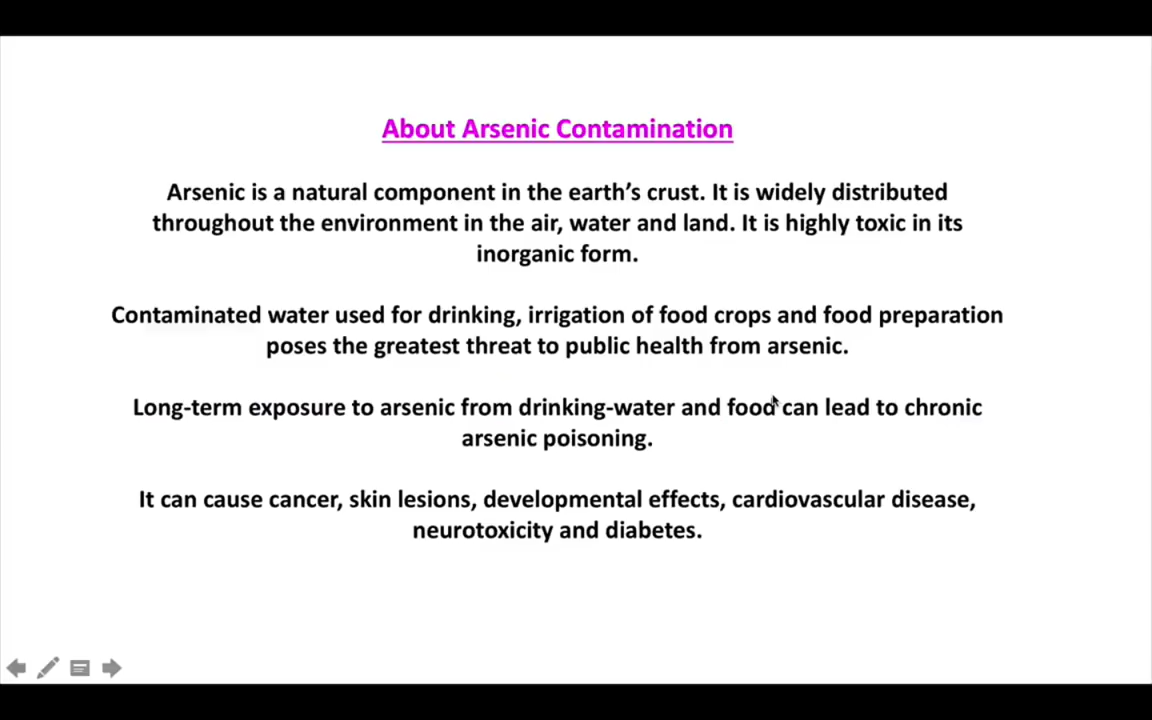 About Arsenic Contamination
Arsenic is a natural component in the earth’s crust. It is widely distributed
throughout the environment in the air, water and land. It is highly toxic in its
inorganic form.
Contaminated water used for drinking, irrigation of food crops and food preparation
poses the greatest threat to public health from arsenic.
Long-term exposure to arsenic from drinking-water and food can lead to chronic
arsenic poisoning.
It can cause cancer, skin lesions, developmental effects, cardiovascular disease,
neurotoxicity and diabetes.